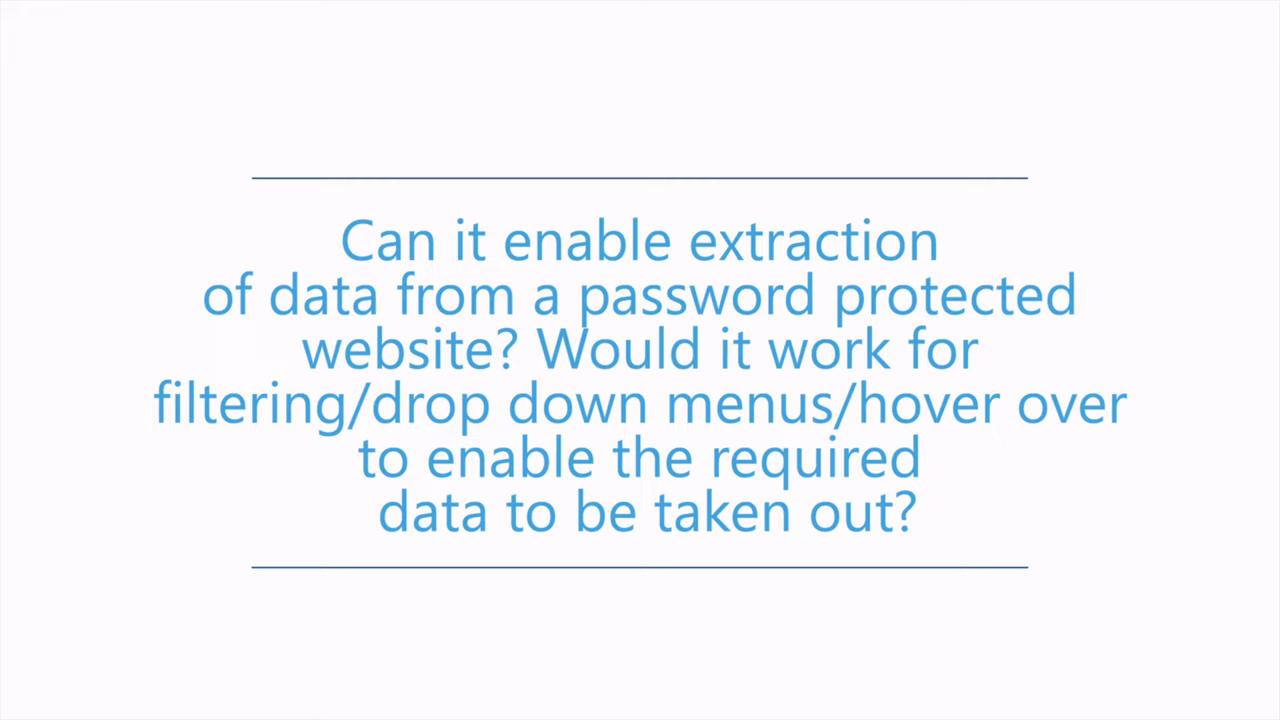 Can it enable extraction
of data from a password protected
website? Would it work for
filtering/drop down menus/hover over
to enable the required
data to be taken out?